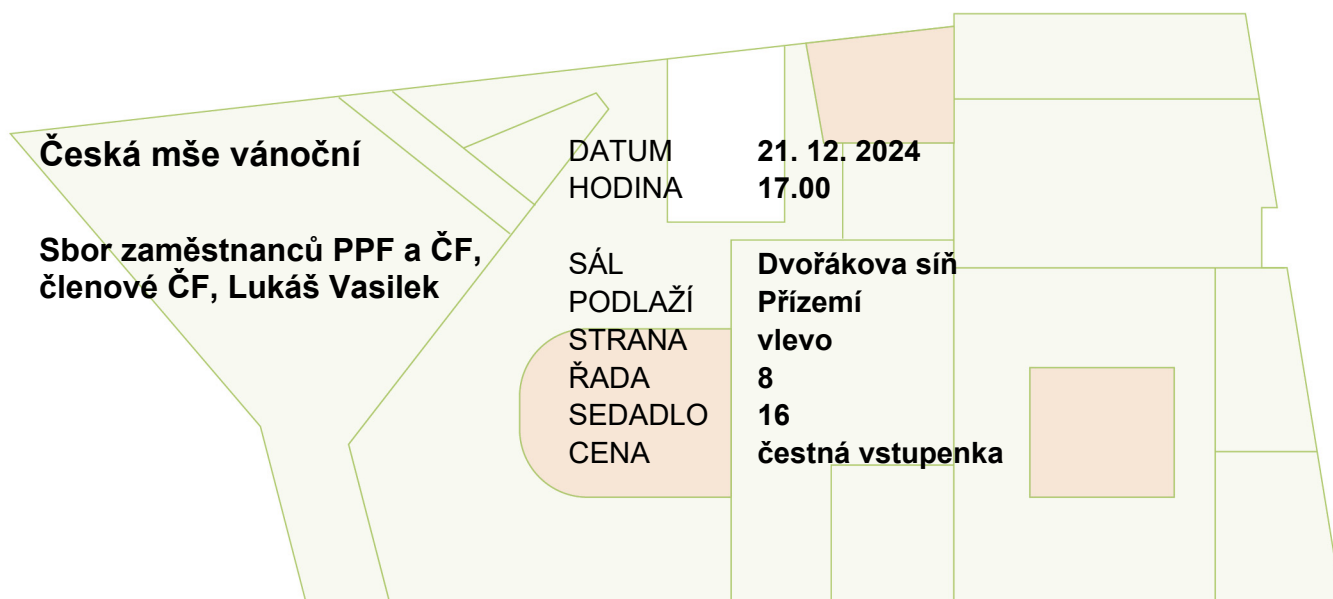 Česká mše vánoční
Sbor zaměstnanců PPF a ČF,
členové ČF, Lukáš Vasilek
DATUM 21. 12. 2024
HODINA 17.00
SÁL Dvořákova síň
PODLAŽÍ Přízemí
STRANA vlevo
ŘADA 8
SEDADLO 16
CENA čestná vstupenka